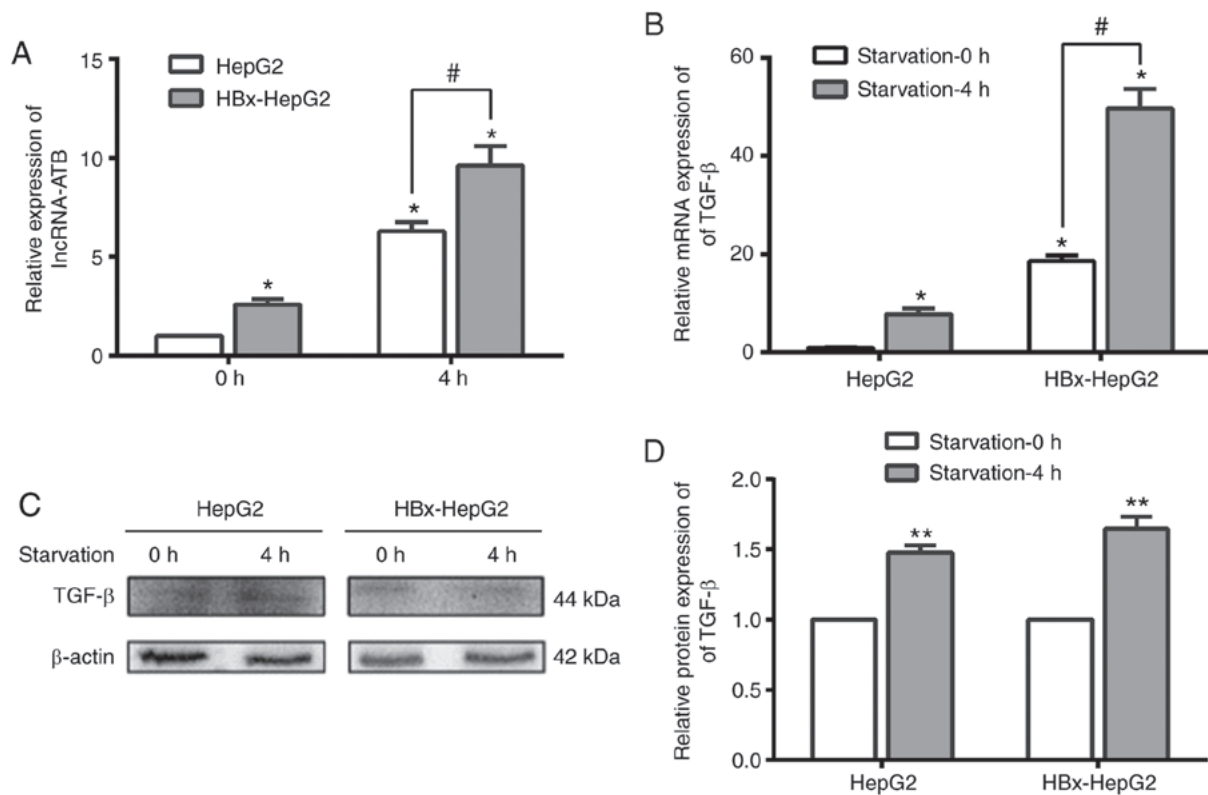 A
Relative expression of
lncRNA-ATB
15
10
5
0
HepG2
HBx-HepG2
#
*
*
*
0 h
4 h
B
Relative mRNA expression of
of TGF-β
60
40
20
0
Starvation-0 h
Starvation-4 h
#
*
*
*
HepG2
HBx-HepG2
C
HepG2
HBx-HepG2
Starvation
0 h
4 h
0 h
4 h
TGF-β
44 kDa
β-actin
42 kDa
D
Relative protein expression of
of TGF-β
Starvation-0 h
Starvation-4 h
2.0
1.5
1.0
0.5
0.0
**
**
HepG2
HBx-HepG2